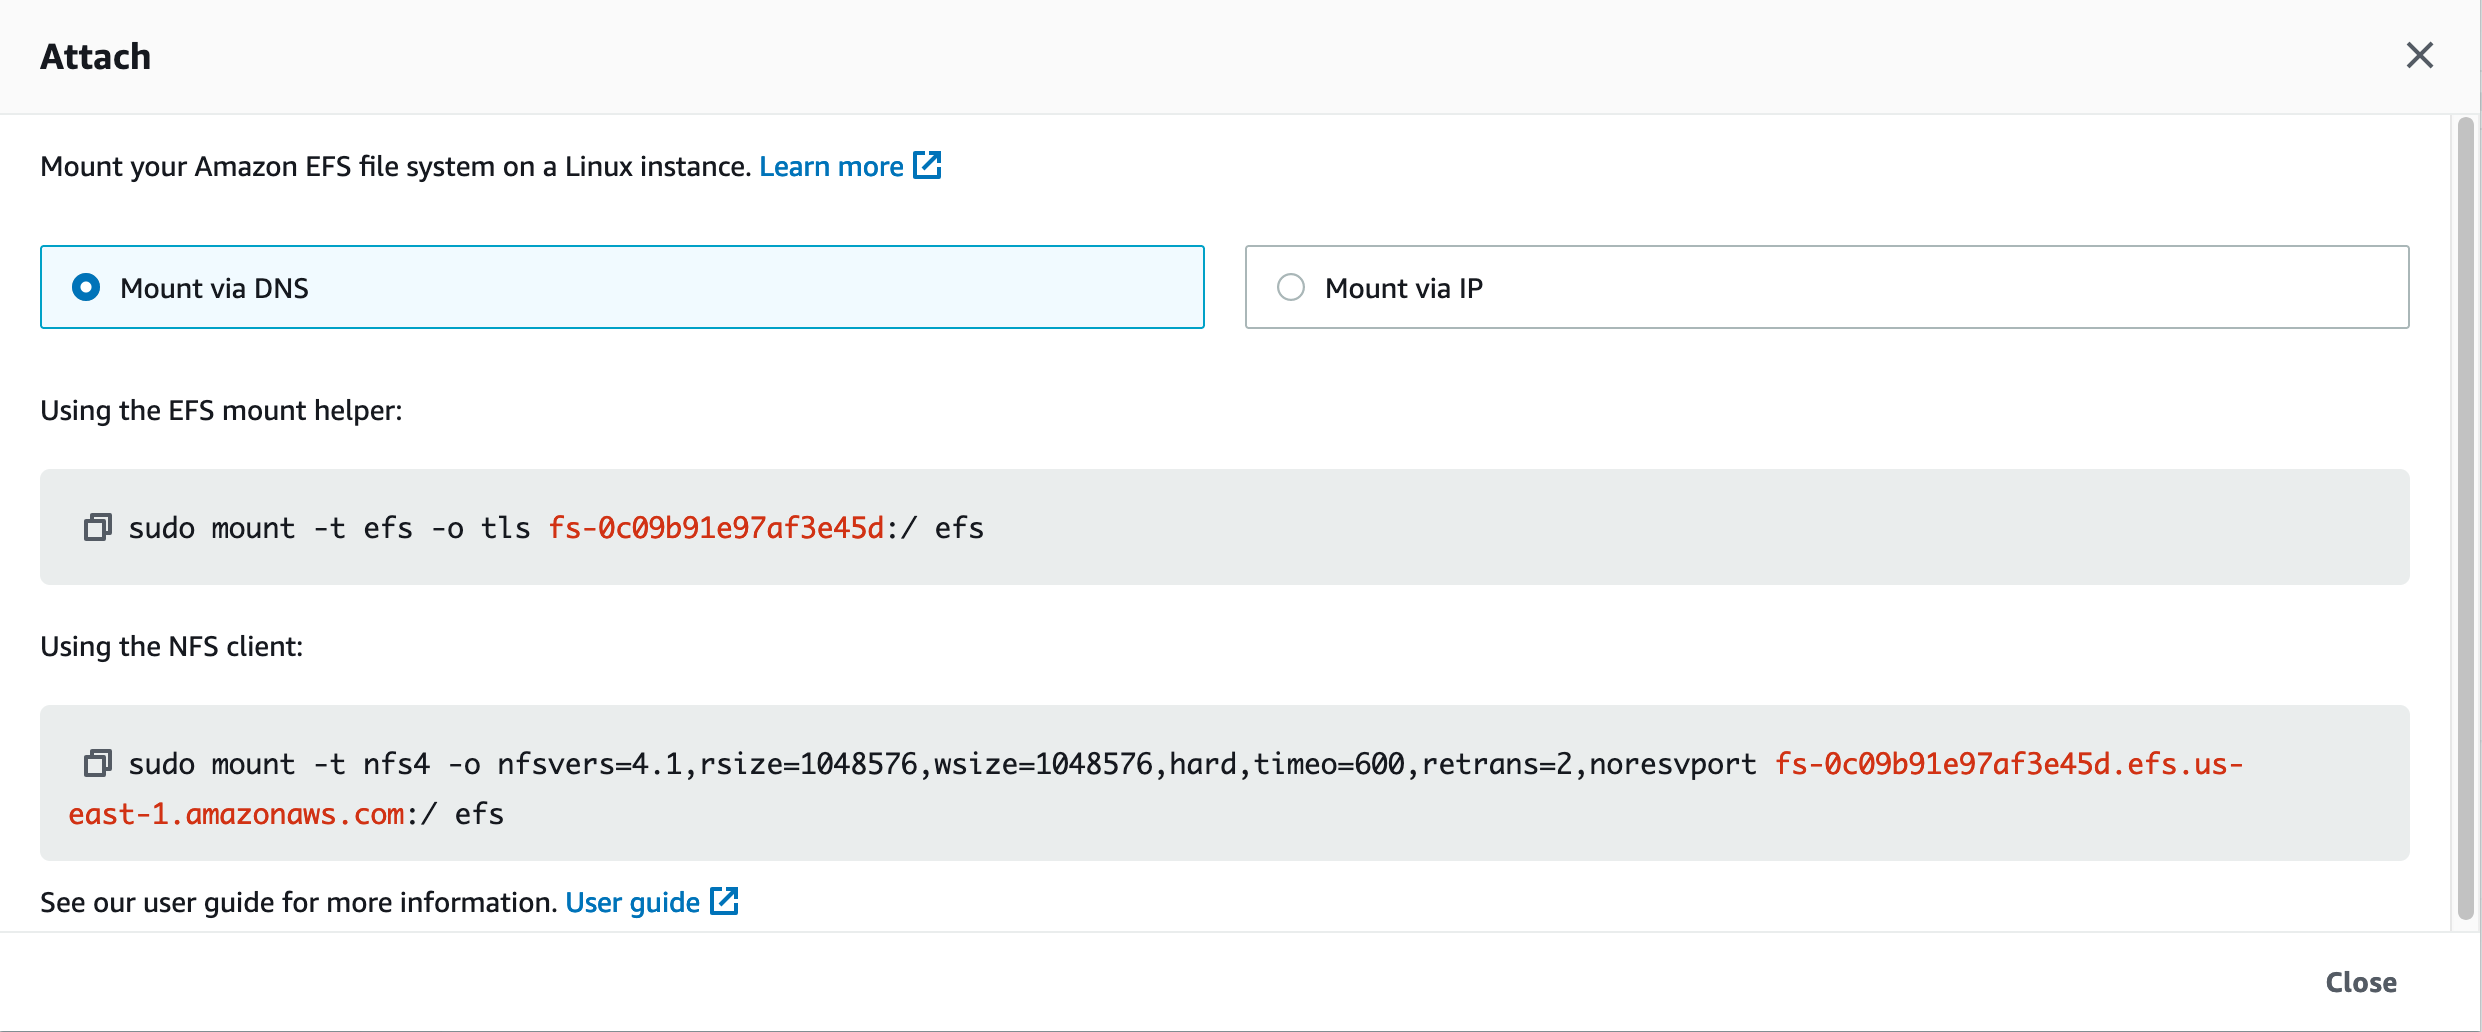 Attach
Mount your Amazon EFS file system on a Linux instance. Learn more
Mount via DNS
Mount via IP
Using the EFS mount helper:
sudo mount -t efs -o tls fs-0c09b91e97af3e45d:/ efs
Using the NFS client:
sudo mount -t nfs4 -o nfsvers=4.1,rsize=1048576,wsize=1048576,hard,timeo=600,retrans=2,noresvport fs-0c09b91e97af3e45d.efs.us-
east-1.amazonaws.com:/ efs
See our user guide for more information. User guide
Close